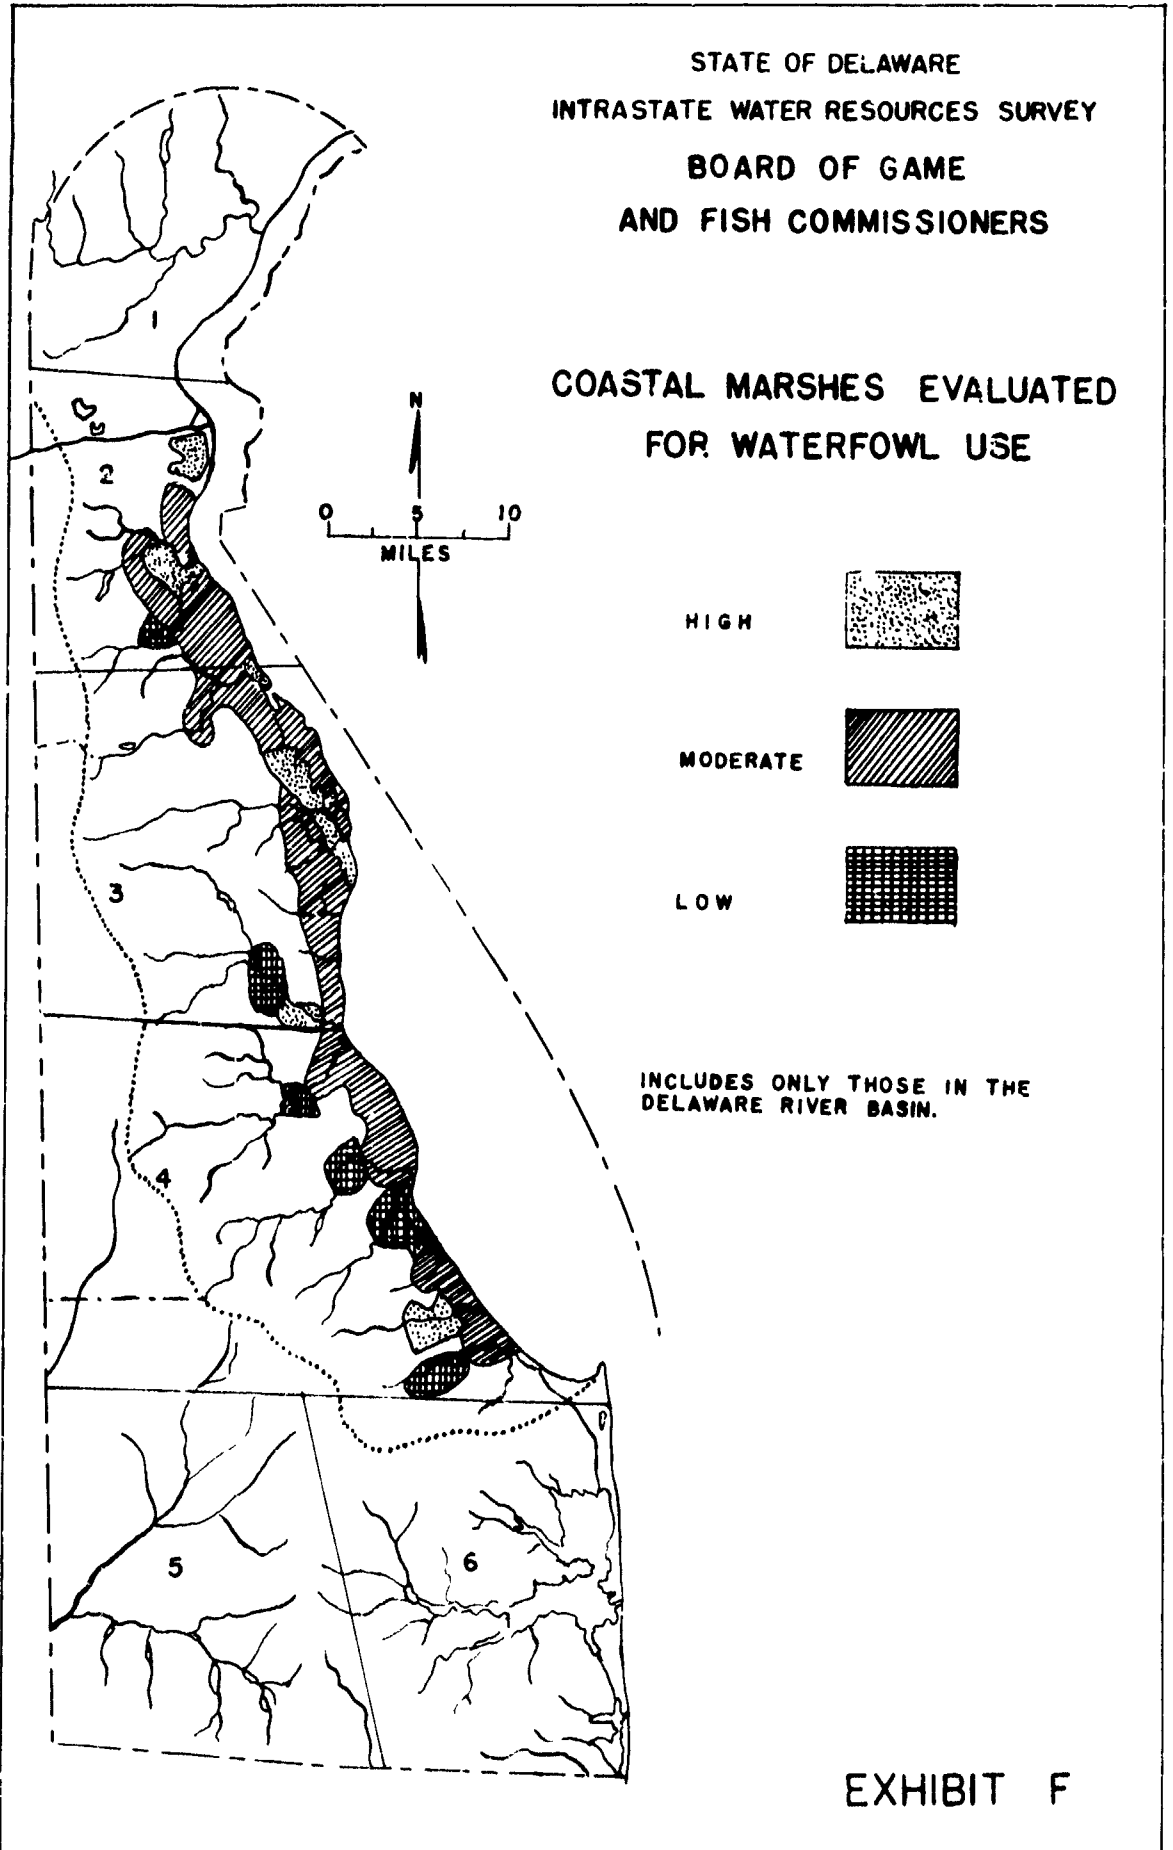 STATE OF DELAWARE
INTRASTATE WATER RESOURCES SURVEY
BOARD OF GAME
AND FISH COMMISSIONERS
COASTAL MARSHES EVALUATED
FOR WATERFOWL USE
N
0 5 10
MILES
HIGH
MODERATE
LOW
INCLUDES ONLY THOSE IN THE
DELAWARE RIVER BASIN.
1
2
3
4
5
6
EXHIBIT F